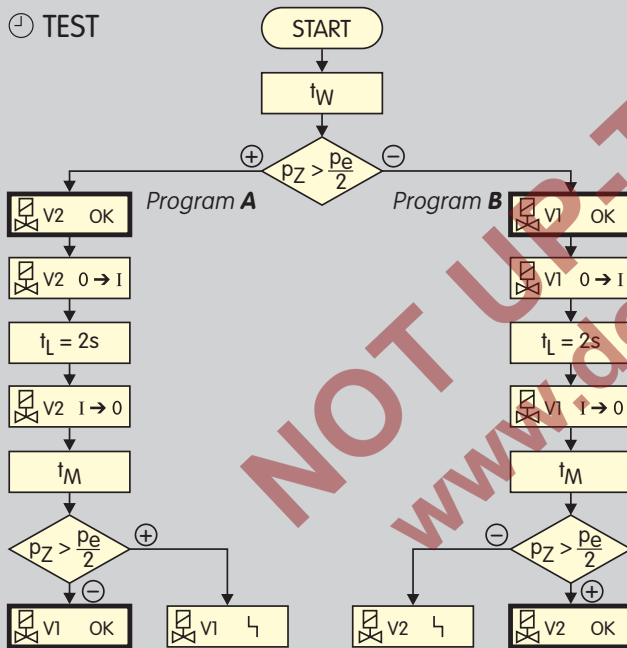 TEST
START
tW
pZ > pe/2
+
−
Program A
Program B
V2 OK
V1 OK
V2 0 → I
V1 0 → I
tL = 2s
tL = 2s
V2 I → 0
V1 I → 0
tM
tM
pZ > pe/2
+
−
pZ > pe/2
−
+
V1 OK
V1
V2
V2 OK
NOT UP-T
www.do